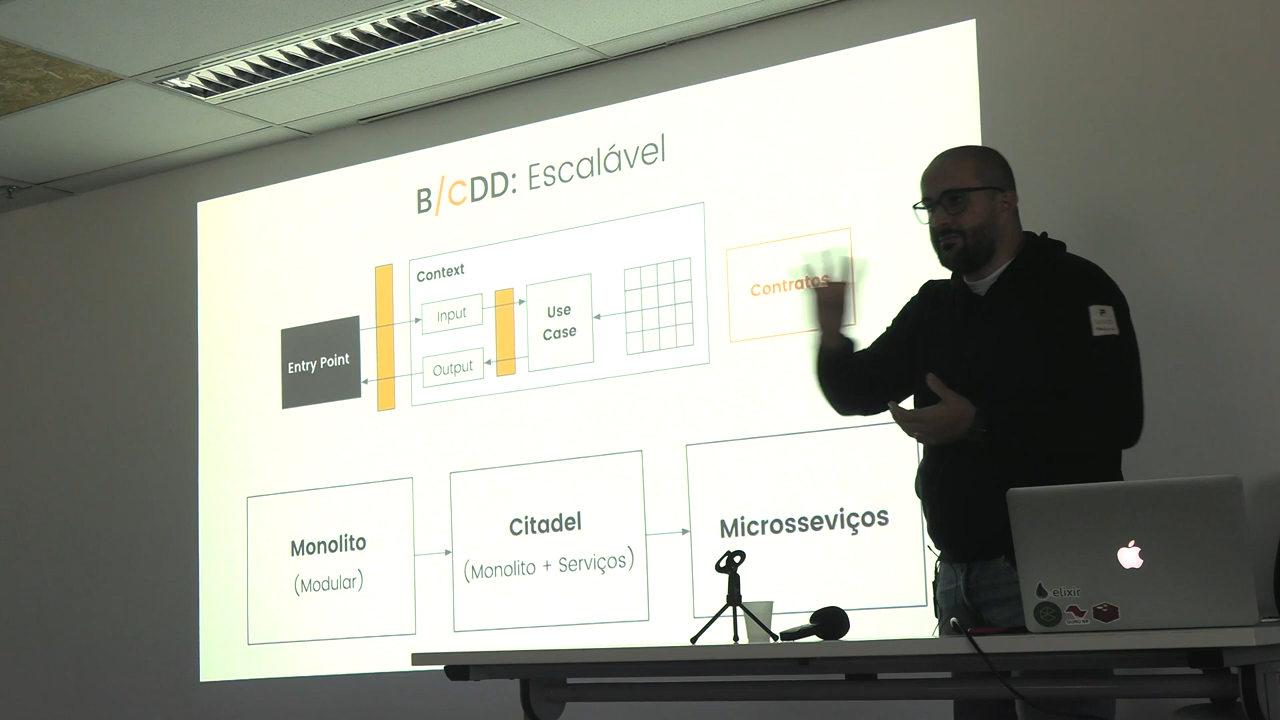 B/CDD: Escalável
Context
Input
Use
Case
Output
Entry Point
Contratos
Monolito
(Modular)
Citadel
(Monolito + Serviços)
Microsseviços
elixir